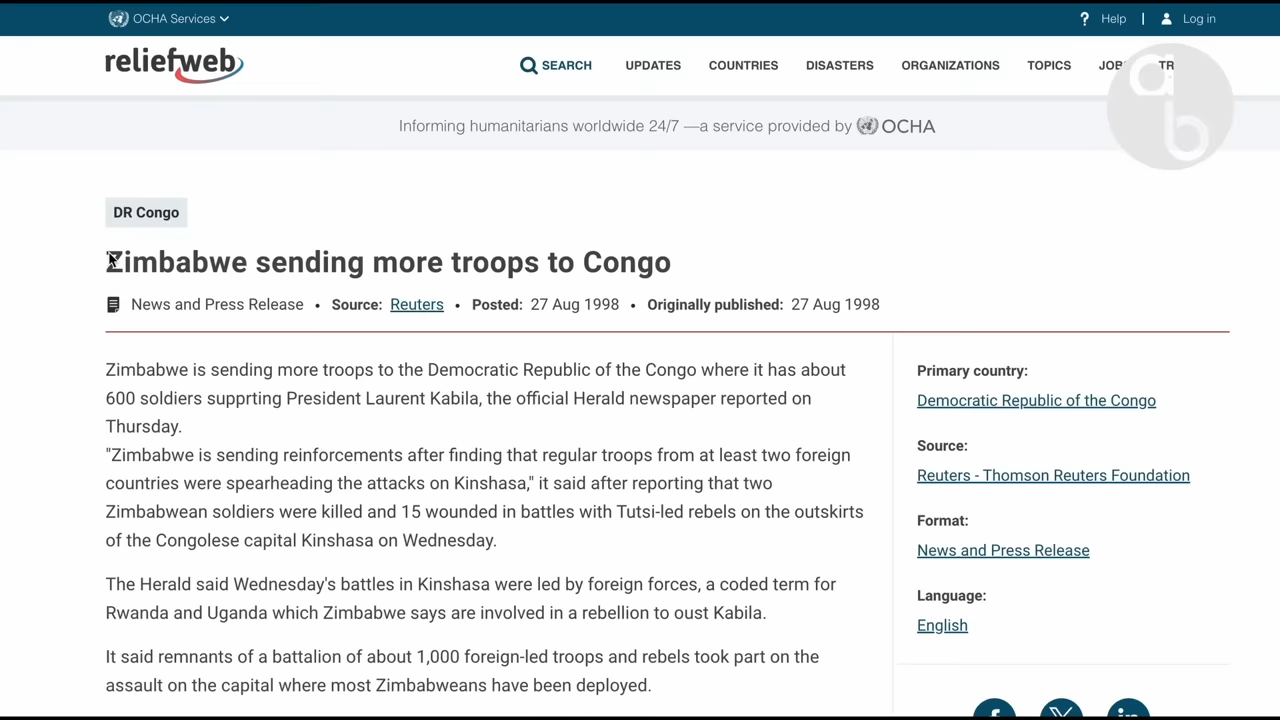 OCHA Services
Help | Log in
reliefweb
SEARCH UPDATES COUNTRIES DISASTERS ORGANIZATIONS TOPICS
Informing humanitarians worldwide 24/7 —a service provided by OCHA
ab
DR Congo
Zimbabwe sending more troops to Congo
News and Press Release • Source: Reuters • Posted: 27 Aug 1998 • Originally published: 27 Aug 1998
Zimbabwe is sending more troops to the Democratic Republic of the Congo where it has about
600 soldiers supprting President Laurent Kabila, the official Herald newspaper reported on
Thursday.
"Zimbabwe is sending reinforcements after finding that regular troops from at least two foreign
countries were spearheading the attacks on Kinshasa," it said after reporting that two
Zimbabwean soldiers were killed and 15 wounded in battles with Tutsi-led rebels on the outskirts
of the Congolese capital Kinshasa on Wednesday.
The Herald said Wednesday's battles in Kinshasa were led by foreign forces, a coded term for
Rwanda and Uganda which Zimbabwe says are involved in a rebellion to oust Kabila.
It said remnants of a battalion of about 1,000 foreign-led troops and rebels took part on the
assault on the capital where most Zimbabweans have been deployed.
Primary country:
Democratic Republic of the Congo
Source:
Reuters - Thomson Reuters Foundation
Format:
News and Press Release
Language:
English